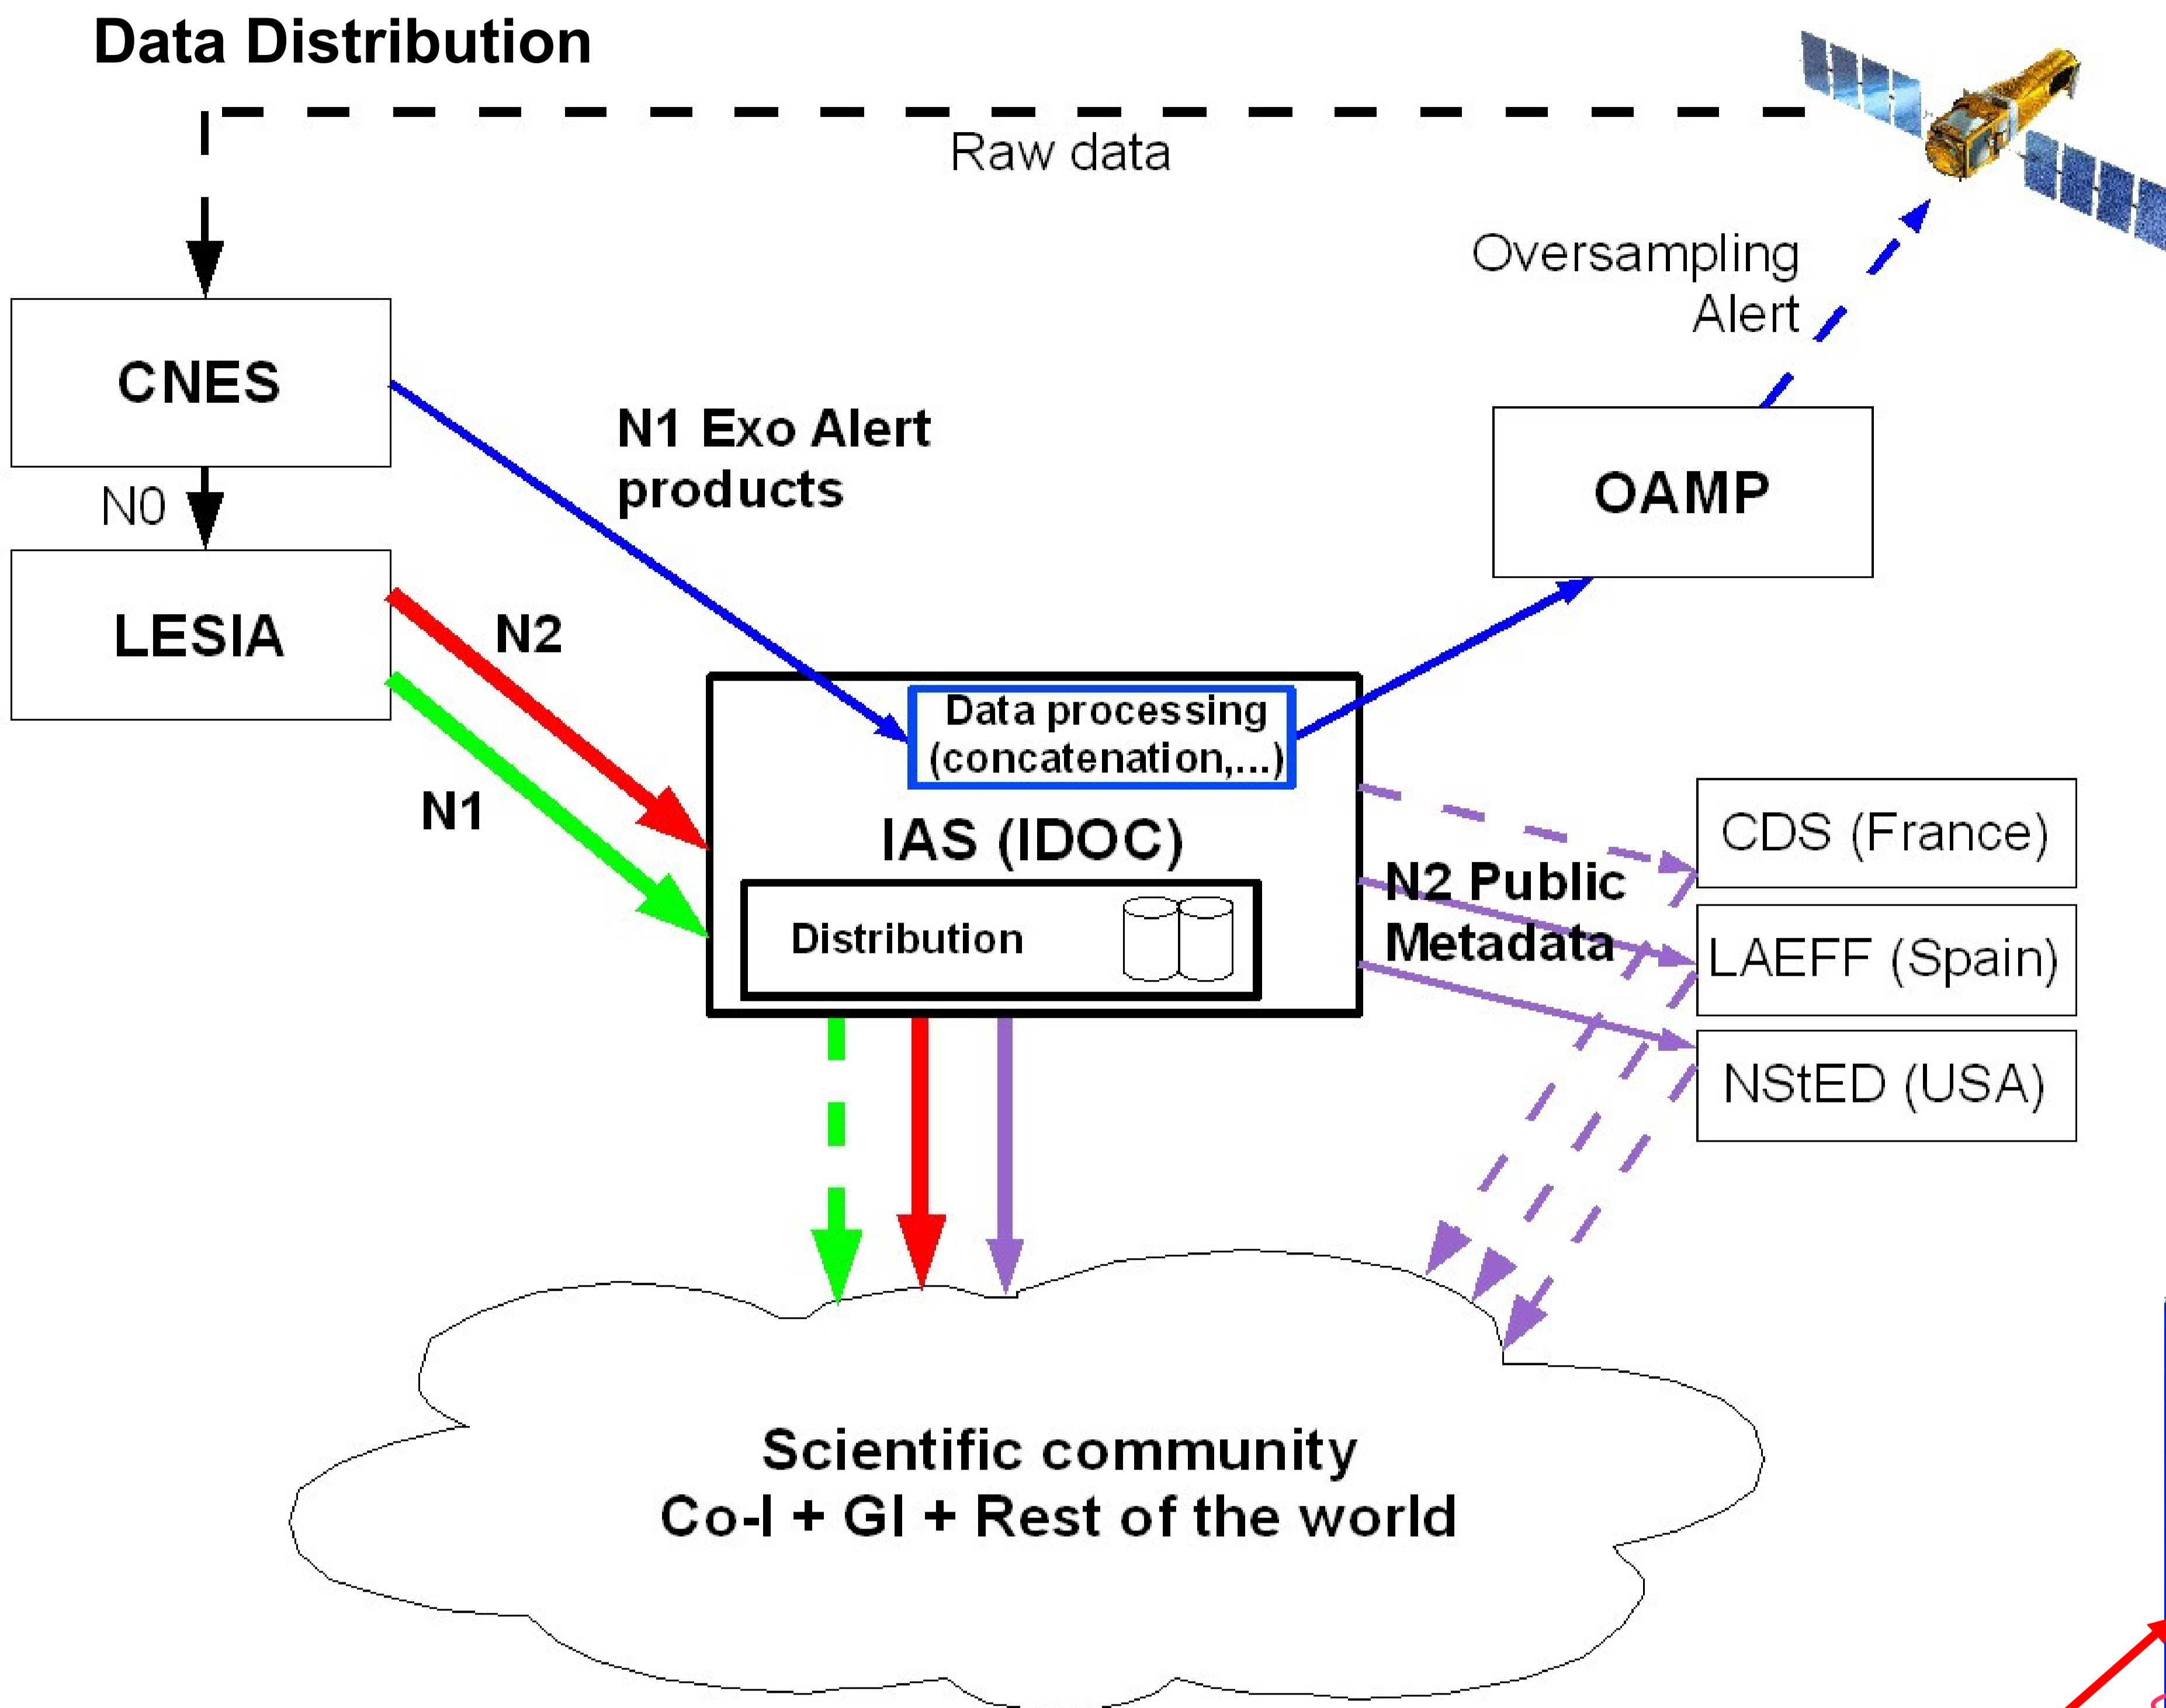 Data Distribution
Raw data
Oversampling
Alert
CNES
N1 Exo Alert
products
OAMP
N0
LESIA
N2
N1
Data processing
(concatenation,...)
IAS (IDOC)
Distribution
N2 Public
Metadata
CDS (France)
LAEFF (Spain)
NStED (USA)
Scientific community
Co-I + GI + Rest of the world